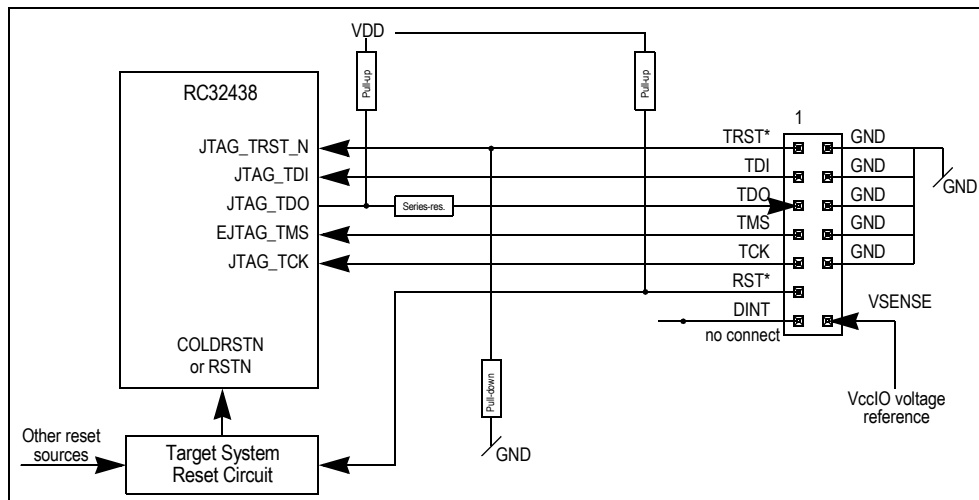 VDD
RC32438
Pull-up
Pull-up
1
JTAG_TRST_N
TRST*
GND
JTAG_TDI
TDI
GND
GND
JTAG_TDO
Series-res.
TDO
GND
EJTAG_TMS
TMS
GND
JTAG_TCK
TCK
GND
RST*
VSENSE
DINT
no connect
COLDRSTN
or RSTN
Pull-down
VccIO voltage
reference
Other reset
sources
Target System
Reset Circuit
GND